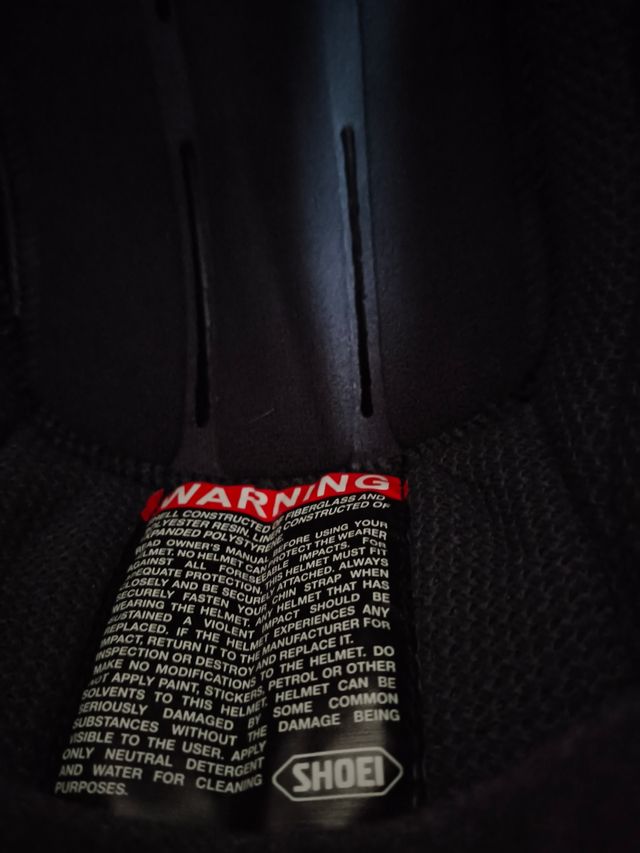 WARNING
SHELL CONSTRUCTED OF FIBERGLASS AND
POLYESTER RESIN. LINER CONSTRUCTED OF
EXPANDED POLYSTYRENE.
READ OWNER'S MANUAL BEFORE USING YOUR
HELMET. NO HELMET CAN PROTECT THE WEARER
AGAINST ALL FORESEEABLE IMPACTS. FOR
ADEQUATE PROTECTION, THIS HELMET MUST FIT
CLOSELY AND BE SECURELY ATTACHED. ALWAYS
SECURELY FASTEN YOUR CHIN STRAP WHEN
WEARING THE HELMET. ANY HELMET THAT HAS
SUSTAINED A VIOLENT IMPACT SHOULD BE
REPLACED. IF THE HELMET EXPERIENCES ANY
IMPACT, RETURN IT TO THE MANUFACTURER FOR
INSPECTION OR DESTROY AND REPLACE IT.
MAKE NO MODIFICATIONS TO THE HELMET. DO
NOT APPLY PAINT, STICKERS, PETROL OR OTHER
SOLVENTS TO THIS HELMET. HELMET CAN BE
SERIOUSLY DAMAGED BY SOME COMMON
SUBSTANCES WITHOUT THE DAMAGE BEING
VISIBLE TO THE USER. APPLY
ONLY NEUTRAL DETERGENT
AND WATER FOR CLEANING
PURPOSES.
SHOEI